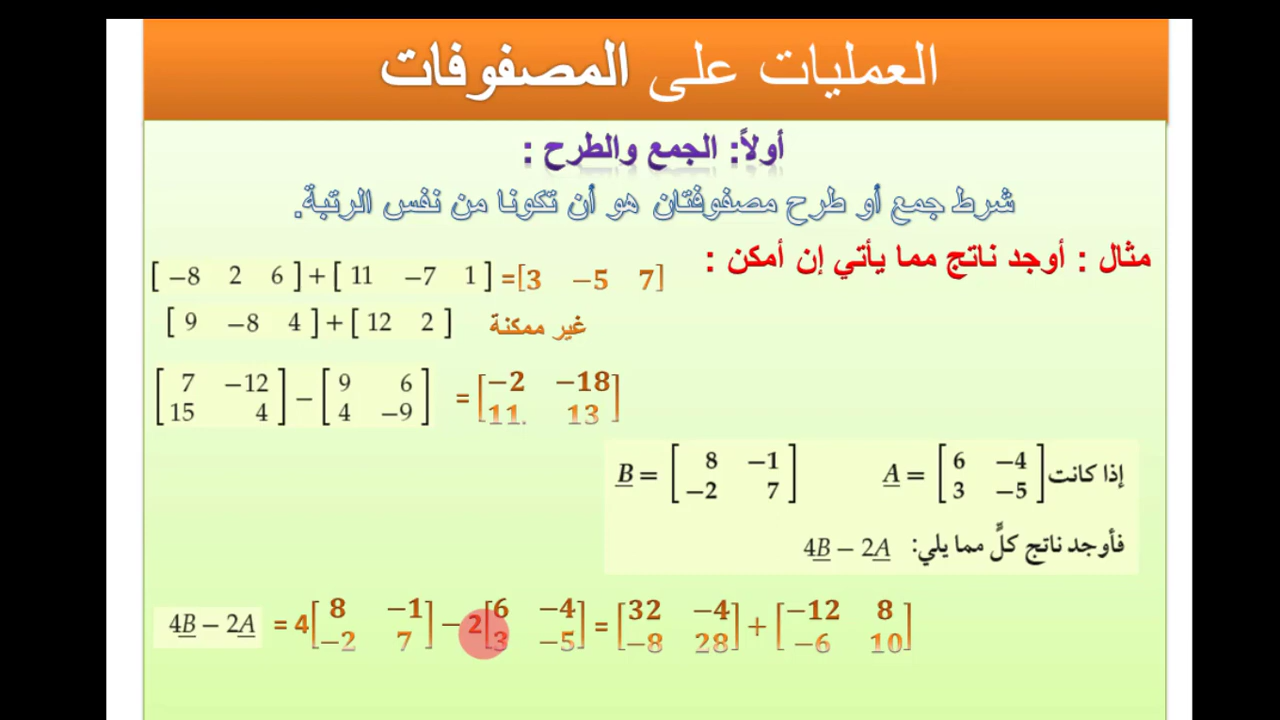 العمليات على المصفوفات
أولاً: الجمع والطرح :
شرط جمع أو طرح مصفوفتان هو أن تكونا من نفس الرتبة.
مثال : أوجد ناتج مما يأتي إن أمكن :
[ −8 2 6 ] + [ 11 −7 1 ] = [3 −5 7]
[ 9 −8 4 ] + [ 12 2 ] غير ممكنة
[ 7 −12 ] − [ 9 6 ] = [ −2 −18 ]
[ 15 4 ] [ 4 −9 ] [ 11. 13 ]
إذا كانت A = [ 6 −4 ] B = [ 8 −1 ]
[ 3 −5 ] [ −2 7 ]
فأوجد ناتج كلٍّ مما يلي: 4B − 2A
4B − 2A = 4[ 8 −1 ] − 2[ 6 −4 ] = [ 32 −4 ] + [ −12 8 ]
[ −2 7 ] [ 3 −5 ] [ −8 28 ] [ −6 10 ]